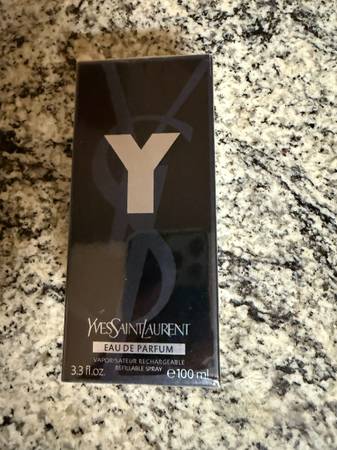 Y
YVESSAINTLAURENT
EAU DE PARFUM
VAPORISATEUR RECHARGEABLE
REFILLABLE SPRAY
3.3 fl.oz. ℮100 ml